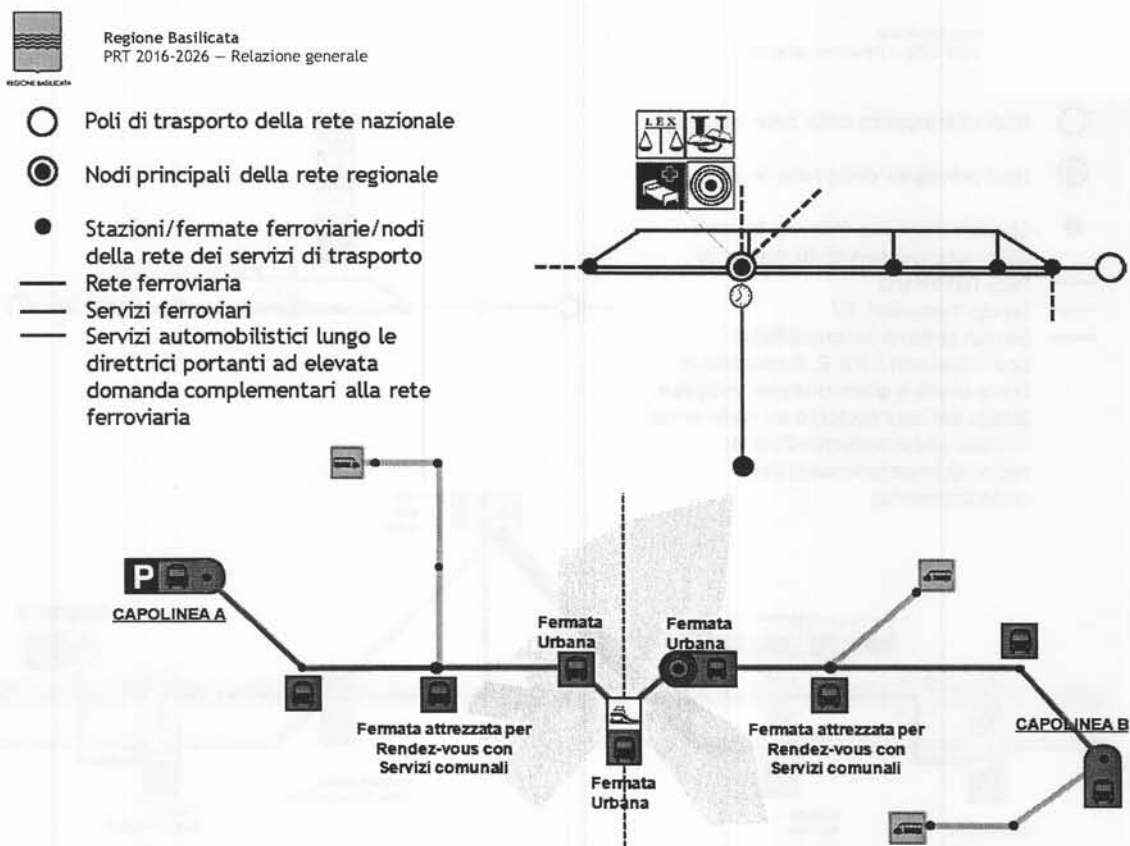 Regione Basilicata
PRT 2016-2026 – Relazione generale
REGIONE BASILICATA
Poli di trasporto della rete nazionale
Nodi principali della rete regionale
Stazioni/fermate ferroviarie/nodi
della rete dei servizi di trasporto
Rete ferroviaria
Servizi ferroviari
Servizi automobilistici lungo le
direttrici portanti ad elevata
domanda complementari alla rete
ferroviaria
LEX
P
CAPOLINEA A
Fermata
Urbana
Fermata
Urbana
Fermata attrezzata per
Rendez-vous con
Servizi comunali
Fermata
Urbana
Fermata attrezzata per
Rendez-vous con
Servizi comunali
CAPOLINEA B